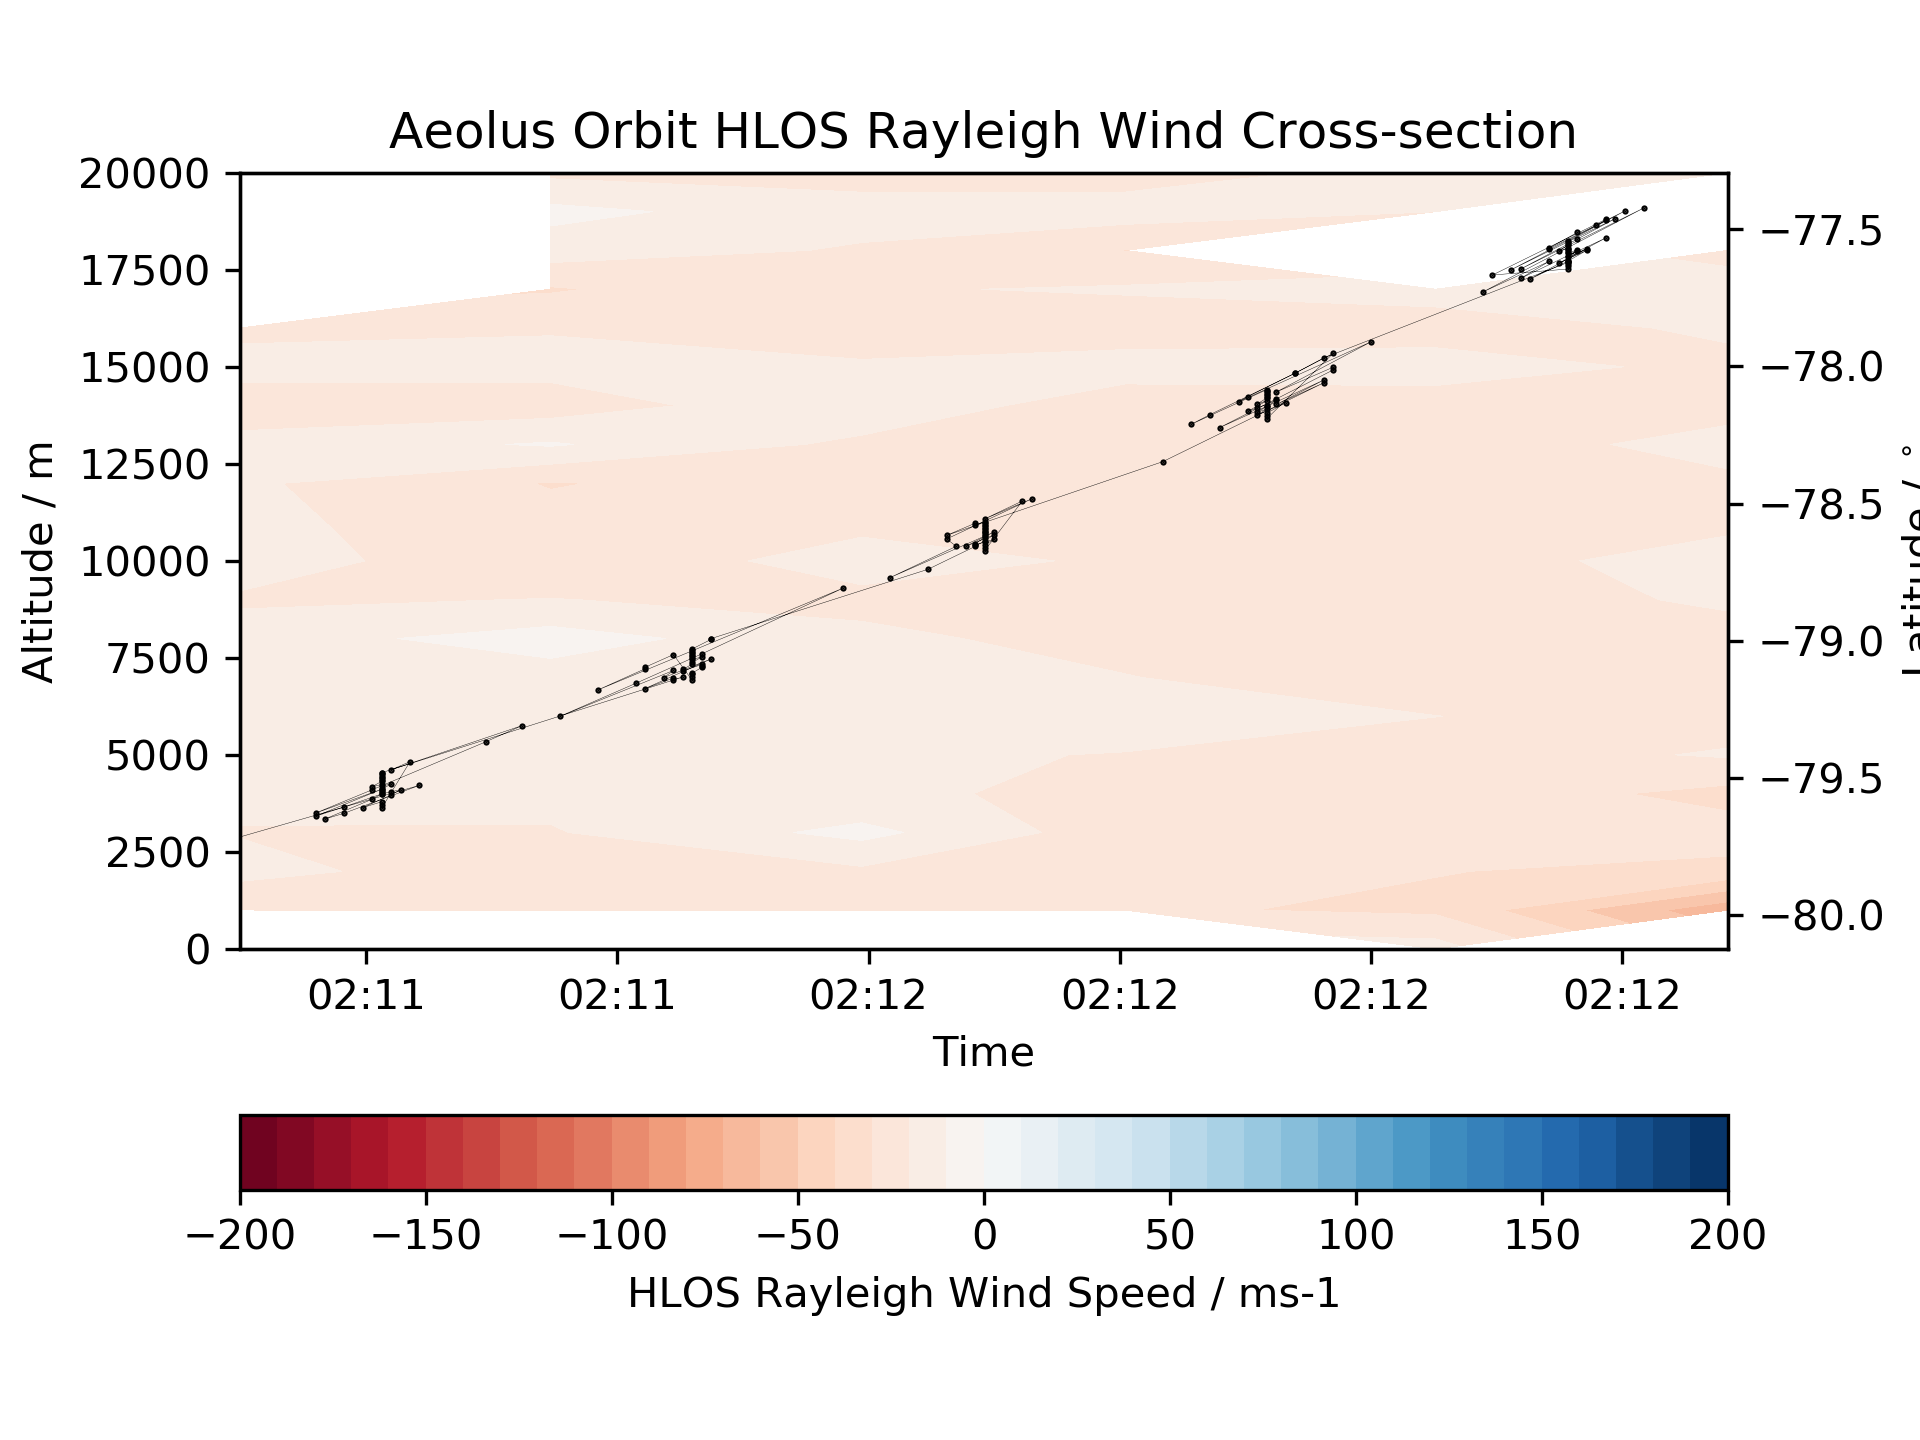 Aeolus Orbit HLOS Rayleigh Wind Cross-section
20000
17500
15000
12500
10000
7500
5000
2500
0
Altitude / m
−77.5
−78.0
−78.5
−79.0
−79.5
−80.0
Latitude / °
02:11 02:11 02:12 02:12 02:12 02:12
Time
−200 −150 −100 −50 0 50 100 150 200
HLOS Rayleigh Wind Speed / ms-1